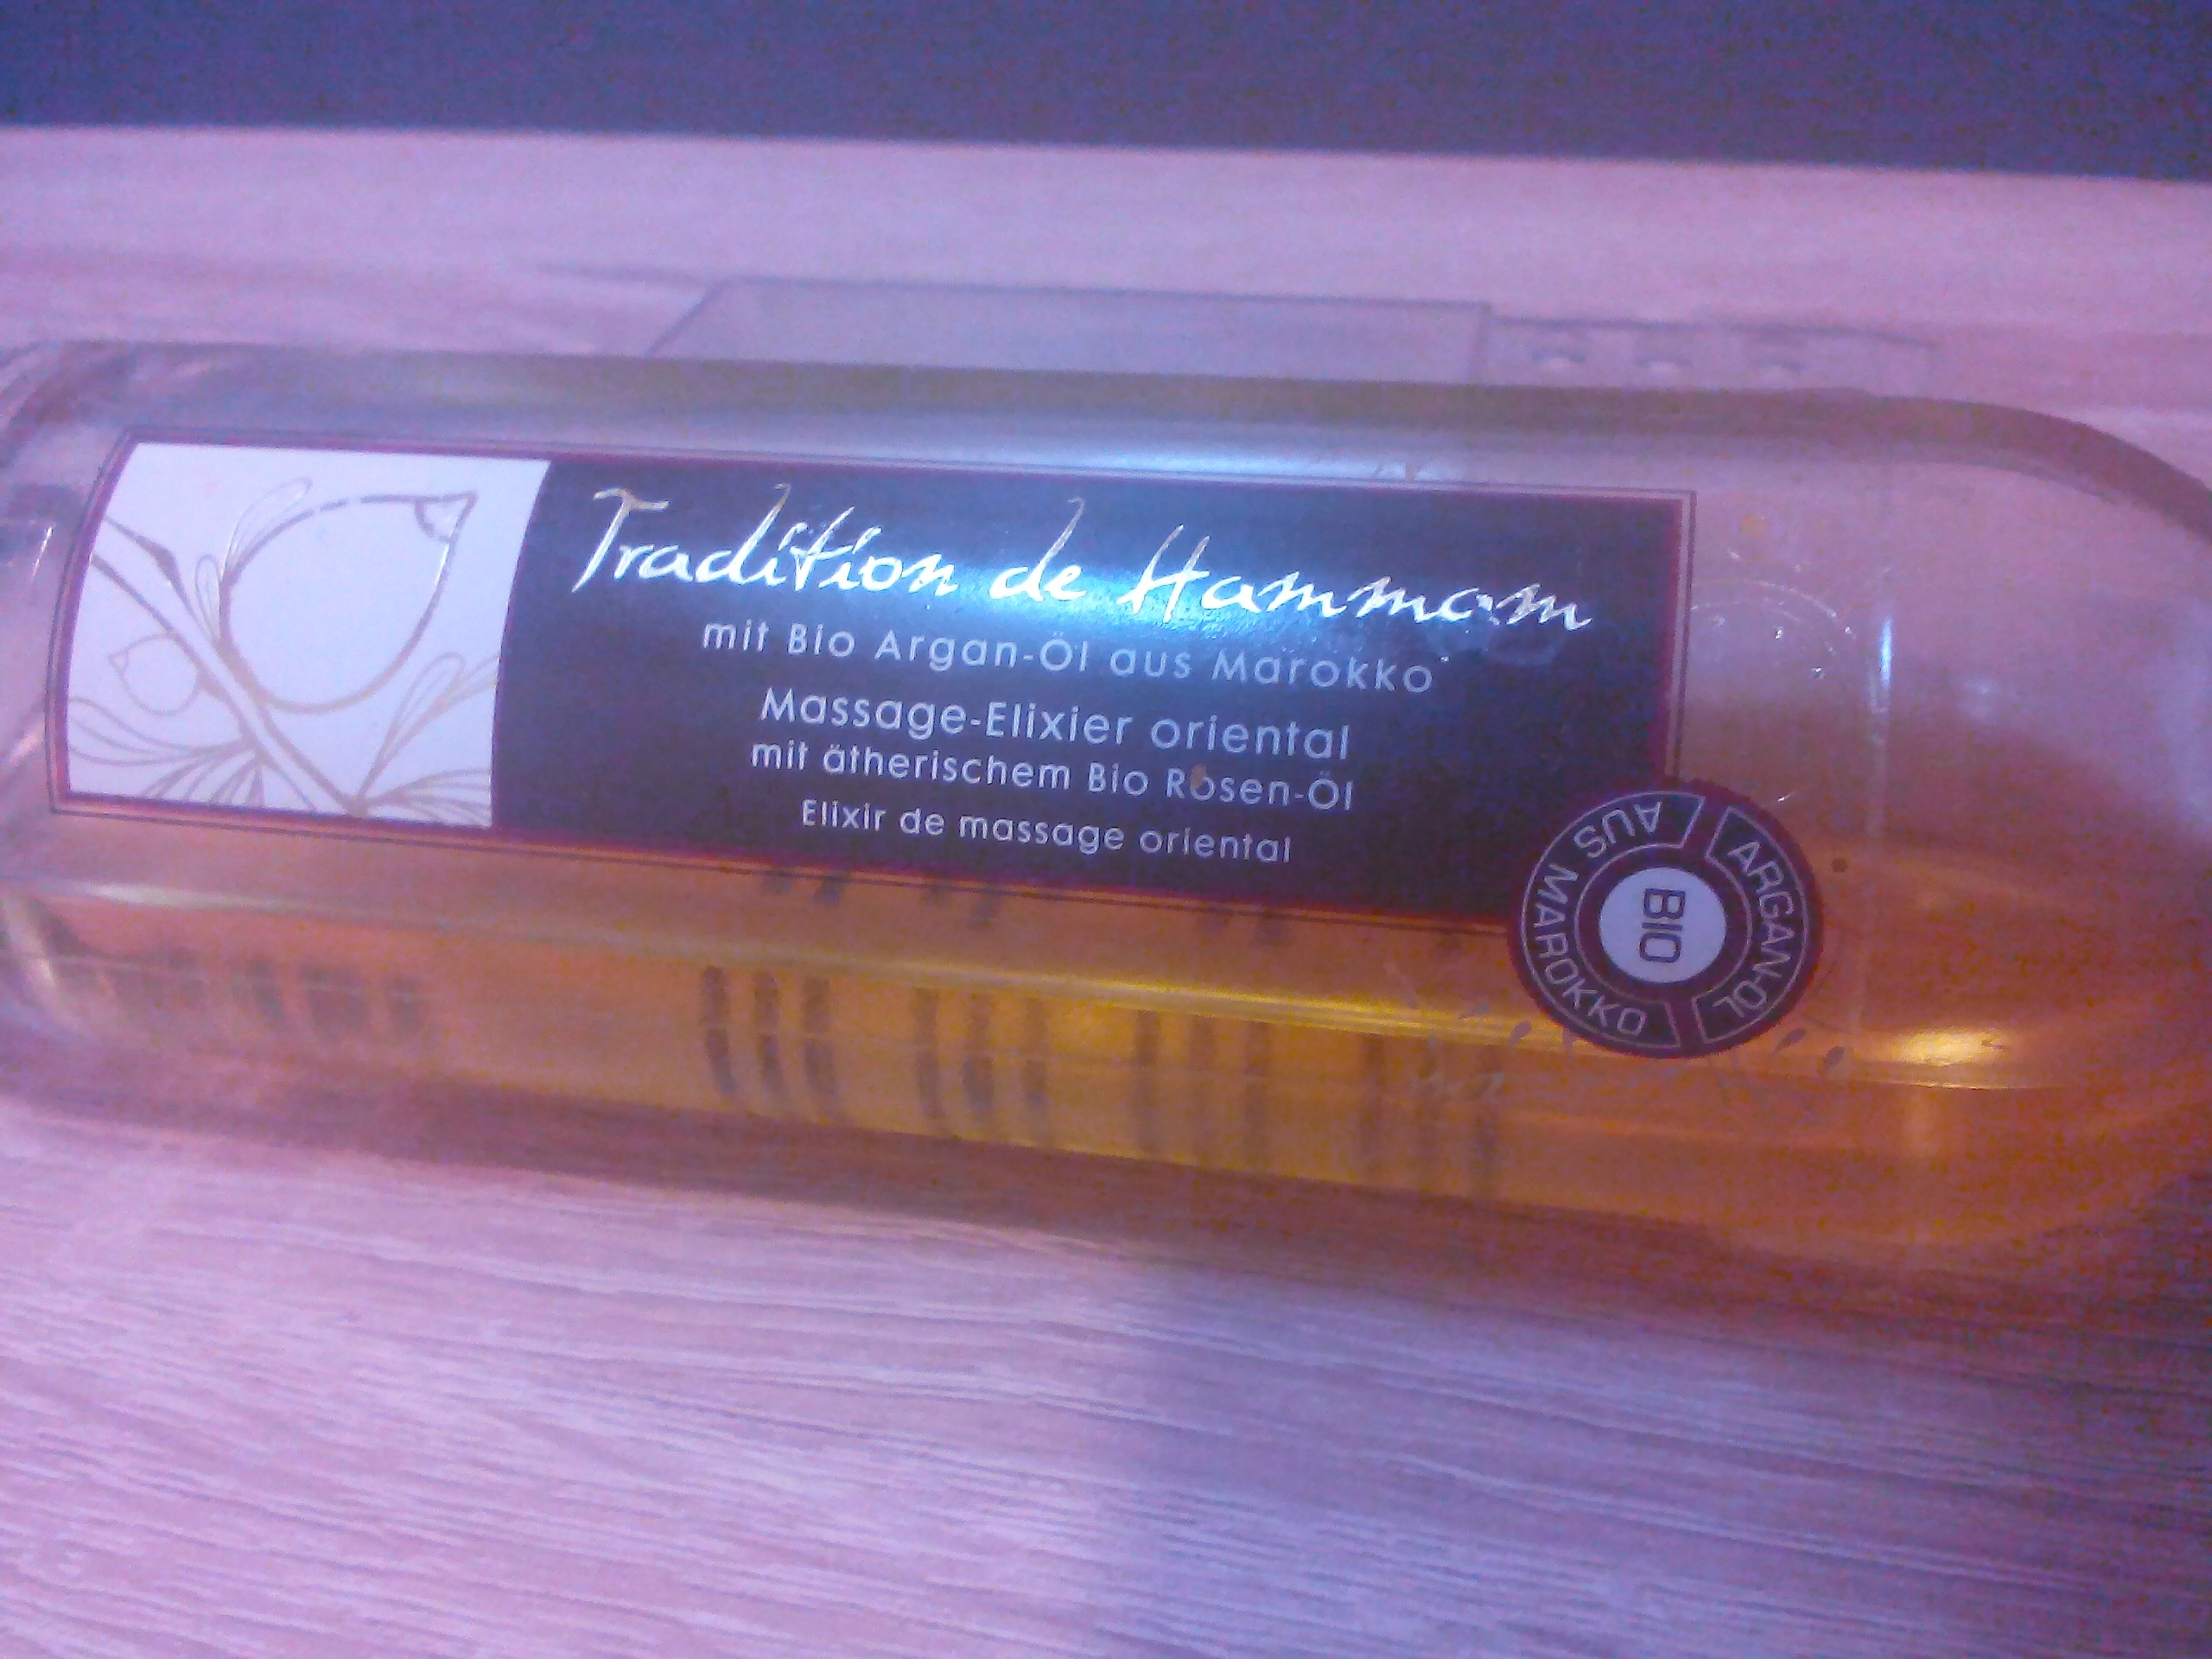 Tradition de Hammam
mit Bio Argan-Öl aus Marokko
Massage-Elixier oriental
mit ätherischem Bio Rosen-Öl
Elixir de massage oriental
ARGAN-ÖL
BIO
AUS MAROKKO